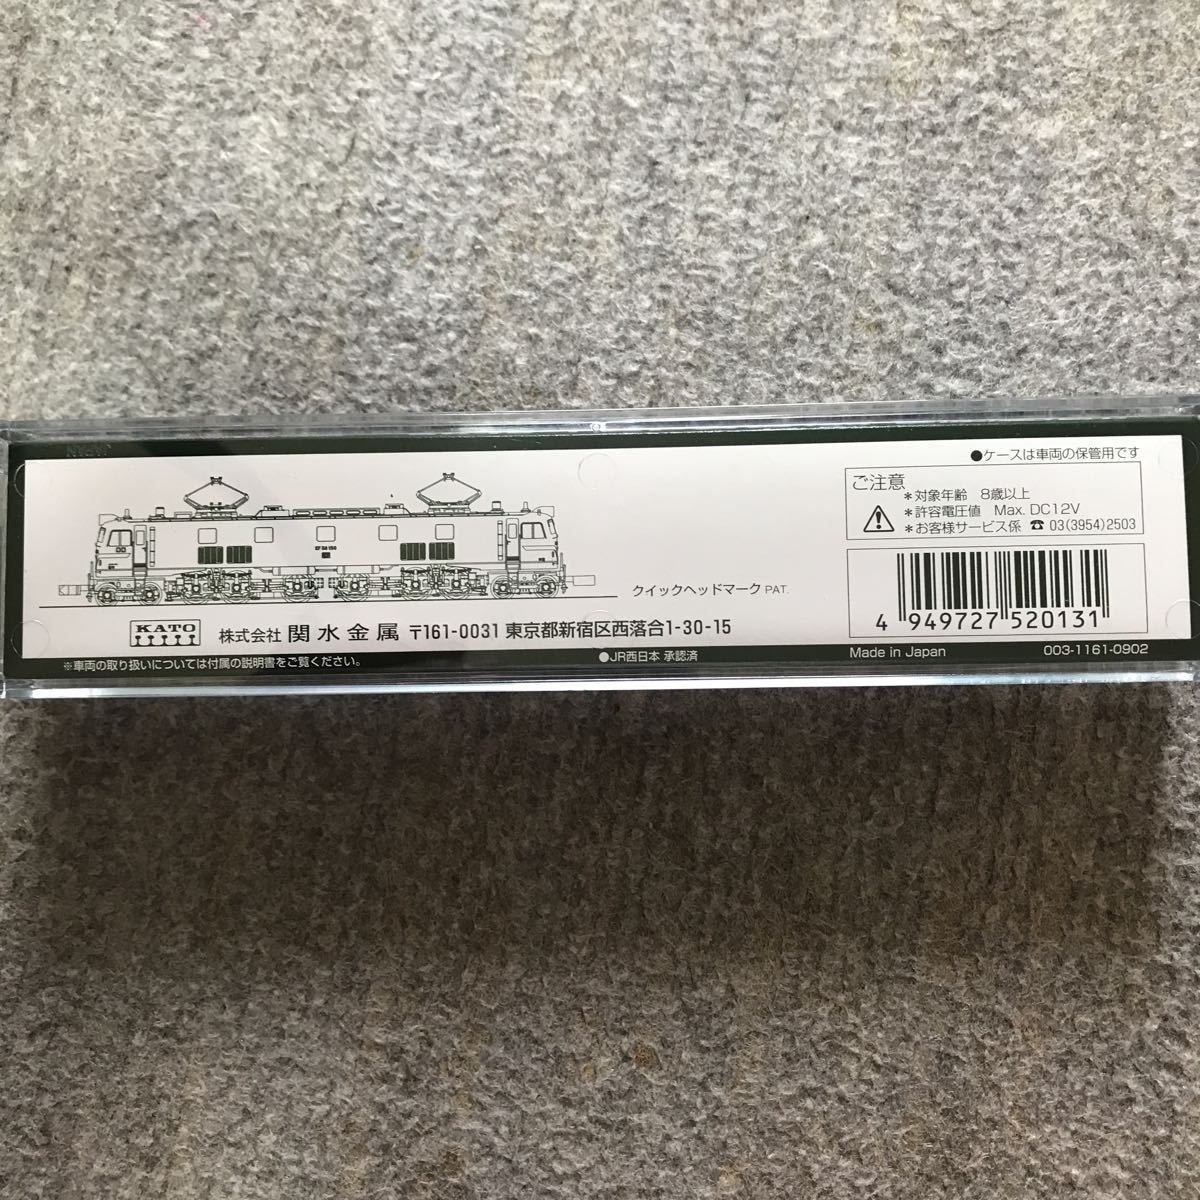 ●ケースは車両の保管用です
ご注意
*対象年齢 8歳以上
*許容電圧値 Max. DC12V
*お客様サービス係 ☎ 03(3954)2503
EF 58 150
クイックヘッドマーク PAT.
4 949727 520131
KATO
株式会社 関水金属 〒161-0031 東京都新宿区西落合1-30-15
※車両の取り扱いについては付属の説明書をご覧ください。
●JR西日本 承認済
Made in Japan
003-1161-0902